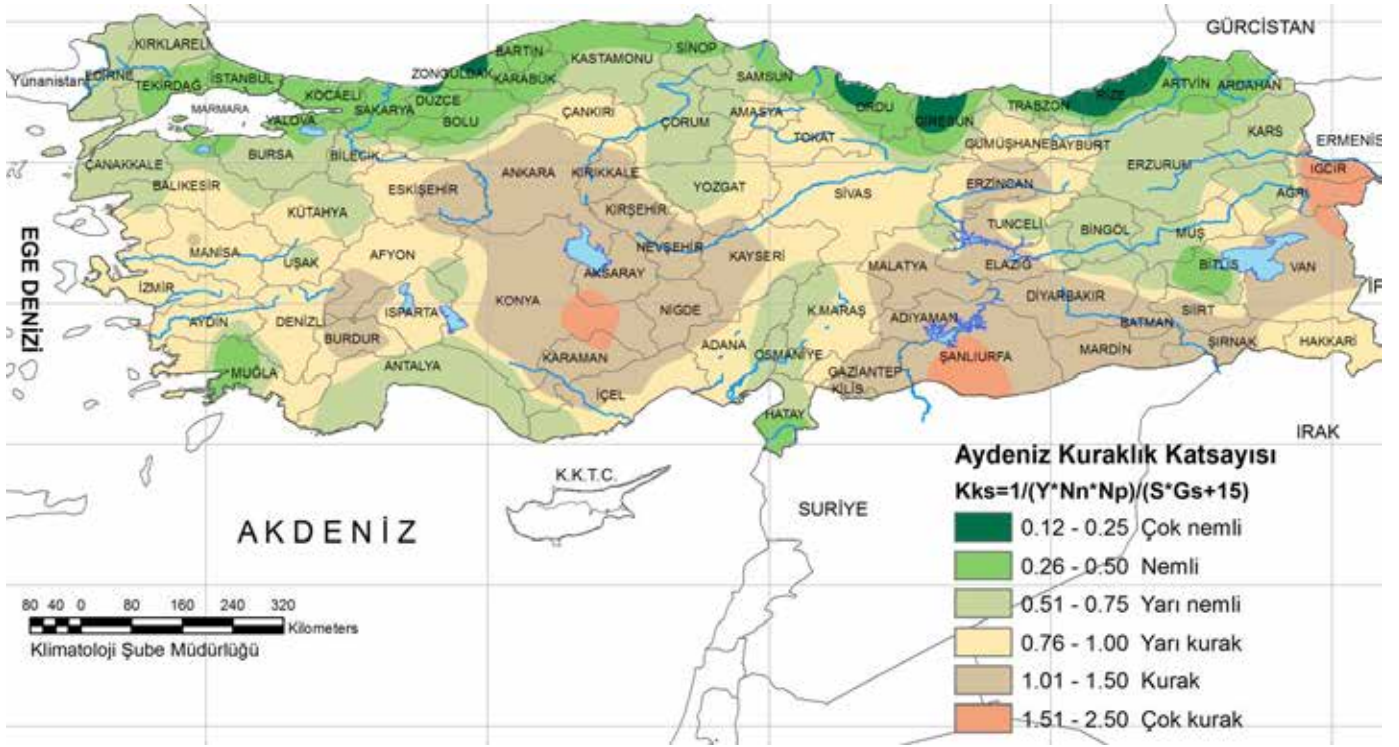 GÜRCİSTAN
KIRKLARELİ
BARTIN
SİNOP
Yunanistan
EDİRNE
TEKİRDAĞ
İSTANBUL
ZONGULDAK
KARABÜK
KASTAMONU
SAMSUN
ARTVİN
ARDAHAN
MARMARA
KOCAELİ
SAKARYA
DÜZCE
BOLU
ÇANKIRI
AMASYA
ORDU
GİRESUN
TRABZON
RİZE
YALOVA
ÇORUM
TOKAT
GÜMÜŞHANE
BAYBURT
KARS
ERMENİS
ÇANAKKALE
BURSA
BİLECİK
ANKARA
KIRIKKALE
ERZURUM
IĞDIR
BALIKESİR
ESKİŞEHİR
YOZGAT
SİVAS
ERZİNCAN
AĞRI
KÜTAHYA
KIRŞEHİR
TUNCELİ
BİNGÖL
MUŞ
EGE DENİZİ
MANİSA
UŞAK
AFYON
NEVŞEHİR
KAYSERİ
MALATYA
ELAZIĞ
BİTLİS
VAN
İZMİR
AKSARAY
İF
AYDIN
DENİZLİ
ISPARTA
KONYA
NİĞDE
K.MARAŞ
ADIYAMAN
DİYARBAKIR
SİİRT
BURDUR
BATMAN
MUĞLA
ANTALYA
KARAMAN
ADANA
OSMANİYE
GAZİANTEP
ŞANLIURFA
MARDİN
ŞIRNAK
HAKKARİ
İÇEL
KİLİS
HATAY
IRAK
K.K.T.C.
SURİYE
AKDENİZ
Aydeniz Kuraklık Katsayısı
Kks=1/(Y*Nn*Np)/(S*Gs+15)
0.12 - 0.25 Çok nemli
0.26 - 0.50 Nemli
0.51 - 0.75 Yarı nemli
0.76 - 1.00 Yarı kurak
1.01 - 1.50 Kurak
1.51 - 2.50 Çok kurak
80 40 0 80 160 240 320
Kilometers
Klimatoloji Şube Müdürlüğü